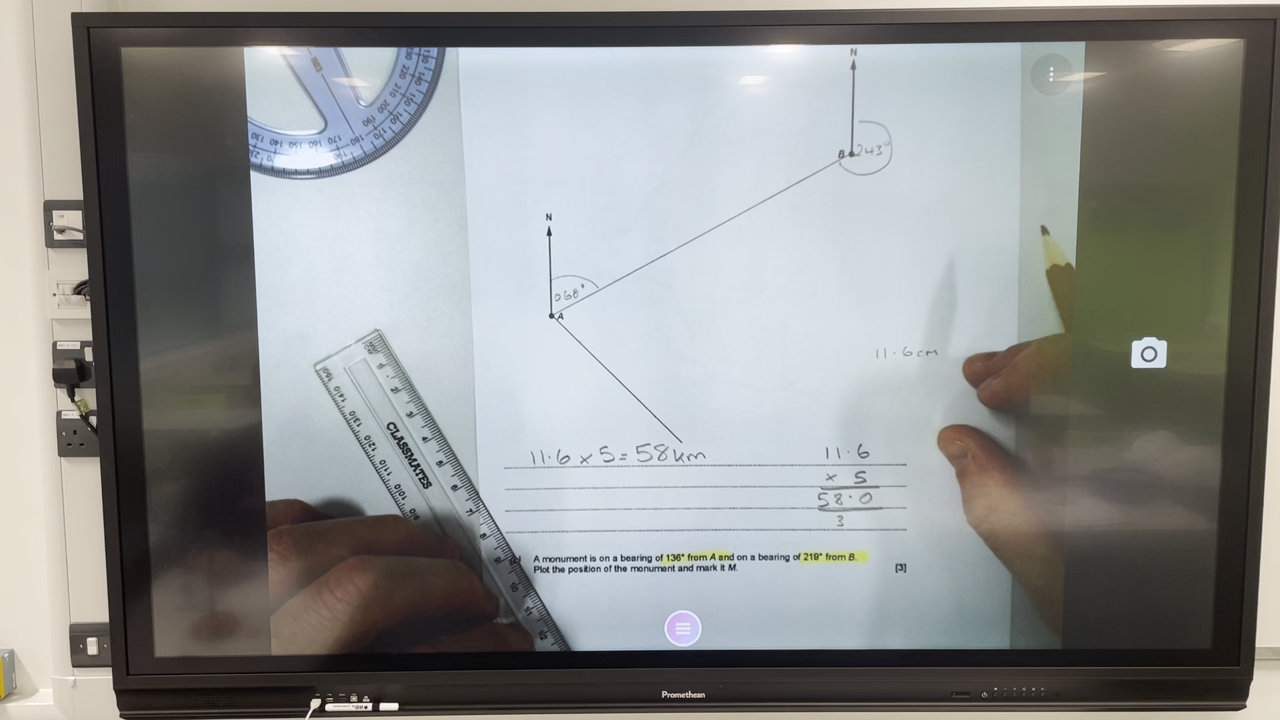 N
B 243°
N
068°
A
11.6cm
CLASSMATES
11.6 x 5 = 58km
11.6
x 5
58.0
3
A monument is on a bearing of 136° from A and on a bearing of 219° from B.
Plot the position of the monument and mark it M.
[3]
Promethean